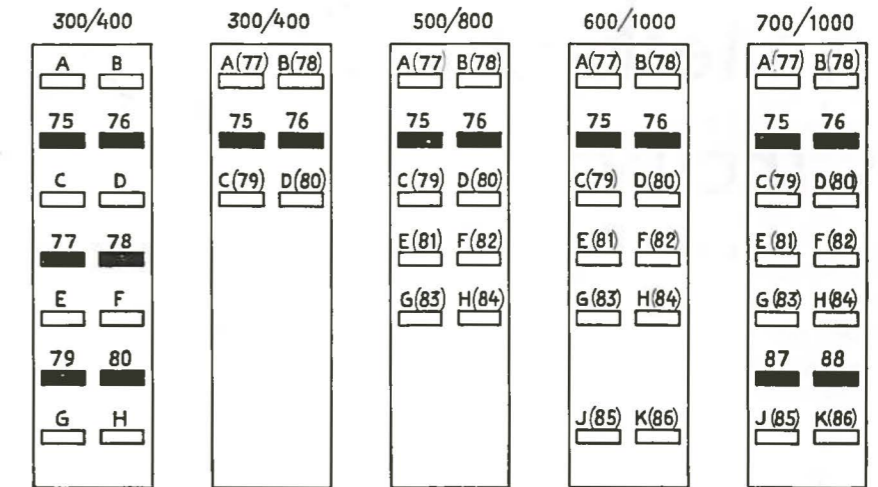 300/400 300/400 500/800 600/1000 700/1000
A B A(77) B(78) A(77) B(78) A(77) B(78) A(77) B(78)
75 76 75 76 75 76 75 76 75 76
C D C(79) D(80) C(79) D(80) C(79) D(80) C(79) D(80)
77 78 E(81) F(82) E(81) F(82) E(81) F(82)
E F G(83) H(84) G(83) H(84) G(83) H(84)
79 80 87 88
G H J(85) K(86) J(85) K(86)